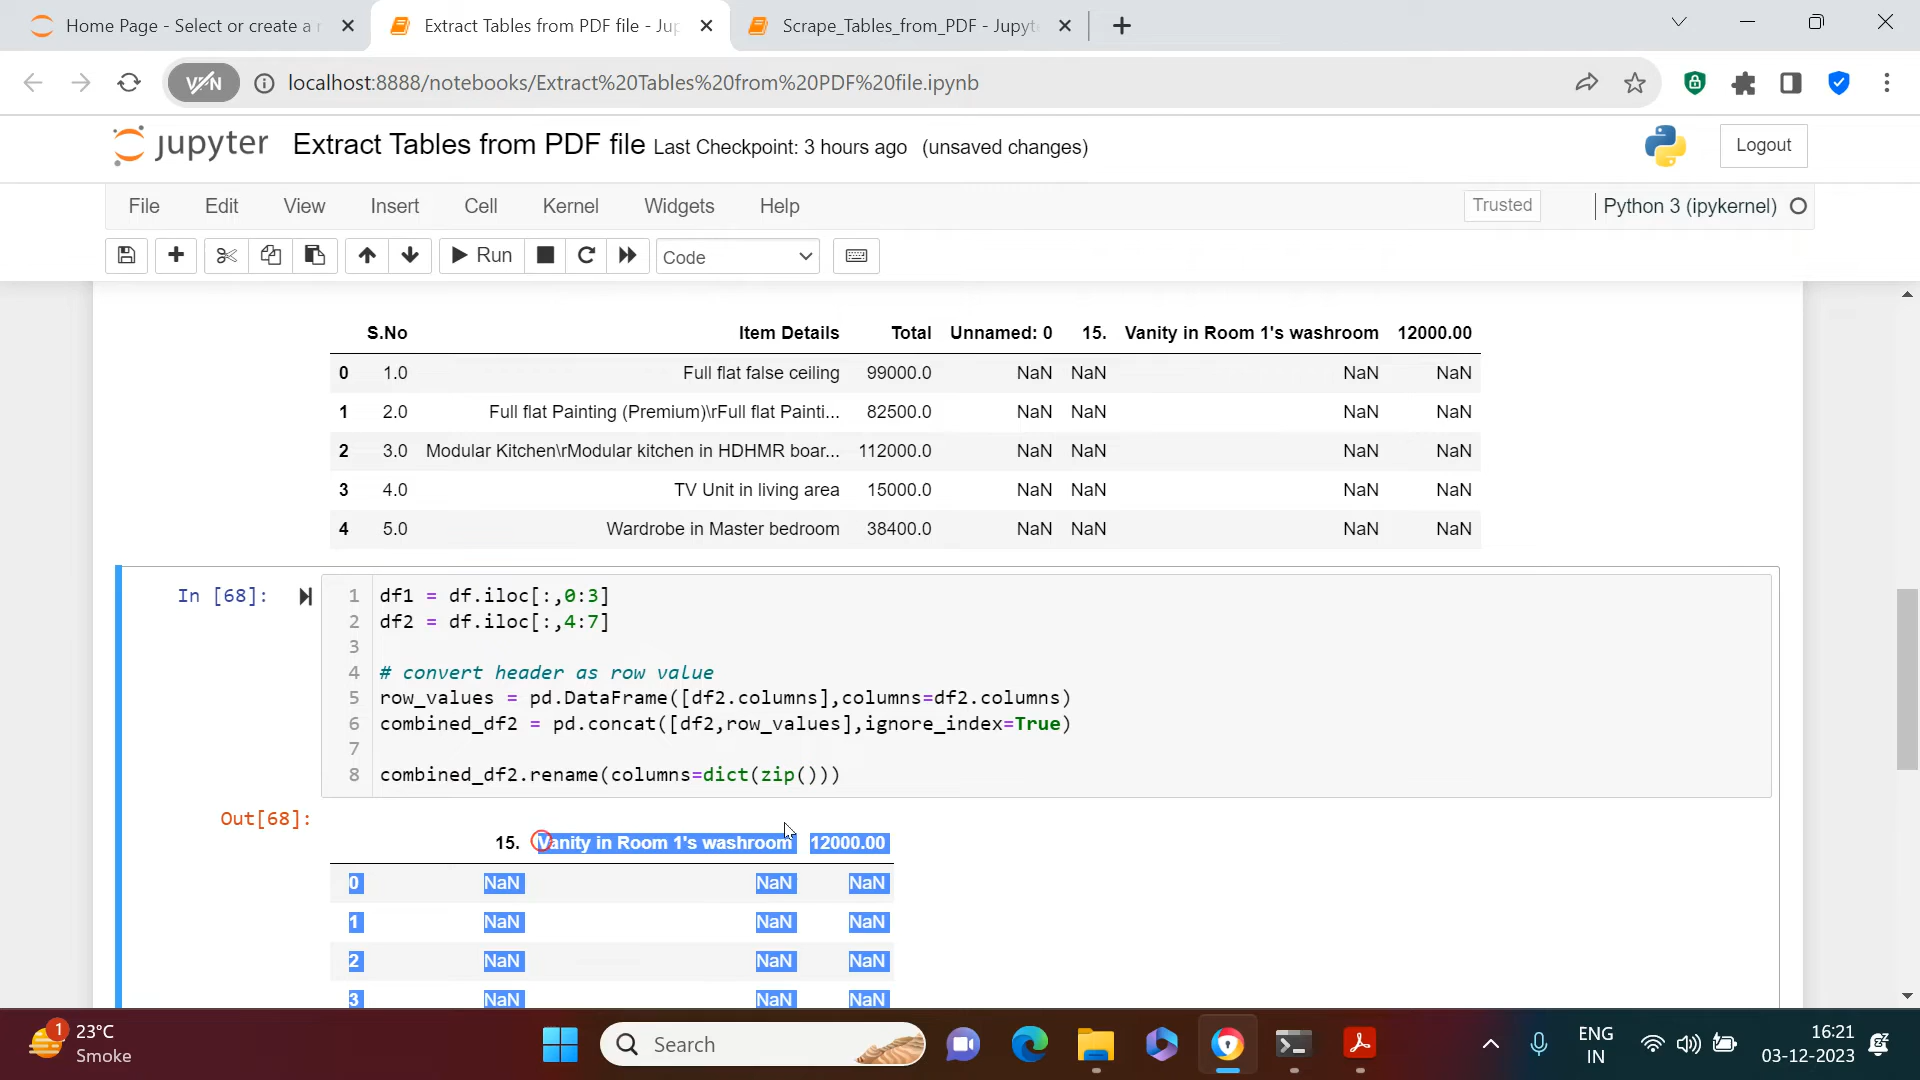 Home Page - Select or create a n
Extract Tables from PDF file - Jup
Scrape_Tables_from_PDF - Jupyt
VPN
localhost:8888/notebooks/Extract%20Tables%20from%20PDF%20file.ipynb
jupyter Extract Tables from PDF file Last Checkpoint: 3 hours ago (unsaved changes)
Logout
File Edit View Insert Cell Kernel Widgets Help
Trusted
Python 3 (ipykernel)
Run
Code
S.No Item Details Total Unnamed: 0 15. Vanity in Room 1's washroom 12000.00
0 1.0 Full flat false ceiling 99000.0 NaN NaN NaN NaN
1 2.0 Full flat Painting (Premium)\rFull flat Painti... 82500.0 NaN NaN NaN NaN
2 3.0 Modular Kitchen\rModular kitchen in HDHMR boar... 112000.0 NaN NaN NaN NaN
3 4.0 TV Unit in living area 15000.0 NaN NaN NaN NaN
4 5.0 Wardrobe in Master bedroom 38400.0 NaN NaN NaN NaN
In [68]:
1 df1 = df.iloc[:,0:3]
2 df2 = df.iloc[:,4:7]
3
4 # convert header as row value
5 row_values = pd.DataFrame([df2.columns],columns=df2.columns)
6 combined_df2 = pd.concat([df2,row_values],ignore_index=True)
7
8 combined_df2.rename(columns=dict(zip()))
Out[68]:
15. Vanity in Room 1's washroom 12000.00
0 NaN NaN NaN
1 NaN NaN NaN
2 NaN NaN NaN
3 NaN NaN NaN
1
23°C
Smoke
Search
ENG
IN
16:21
03-12-2023